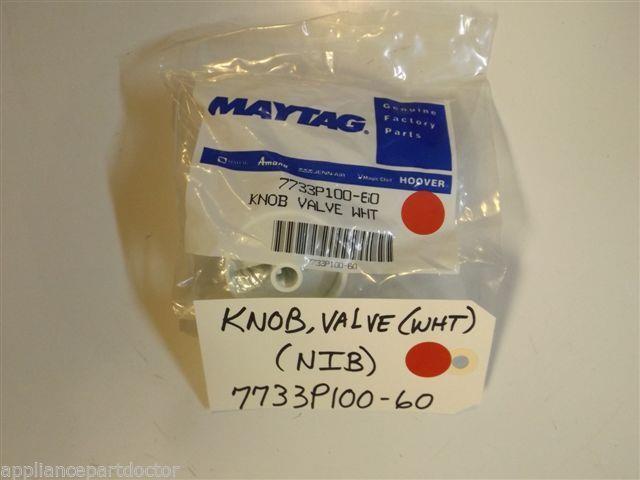 MAYTAG®
Genuine
Factory
Parts
Amana JENN-AIR Magic Chef HOOVER
7733P100-60
KNOB VALVE WHT
7733P100-60
KNOB, VALVE (WHT)
(NIB)
7733P100-60
appliancepartdoctor